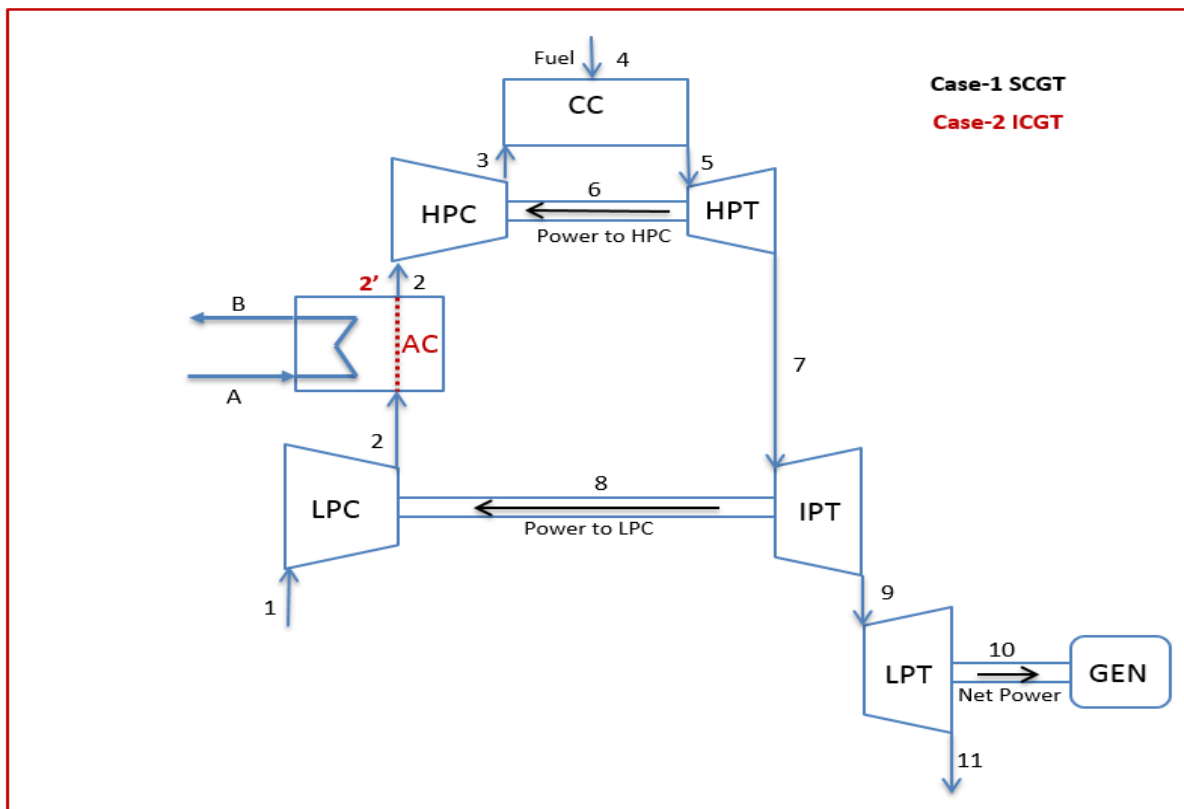 Fuel
4
CC
Case-1 SCGT
Case-2 ICGT
3
5
HPC
6
HPT
Power to HPC
2’
2
B
AC
A
7
2
8
LPC
IPT
Power to LPC
1
9
10
LPT
GEN
Net Power
11